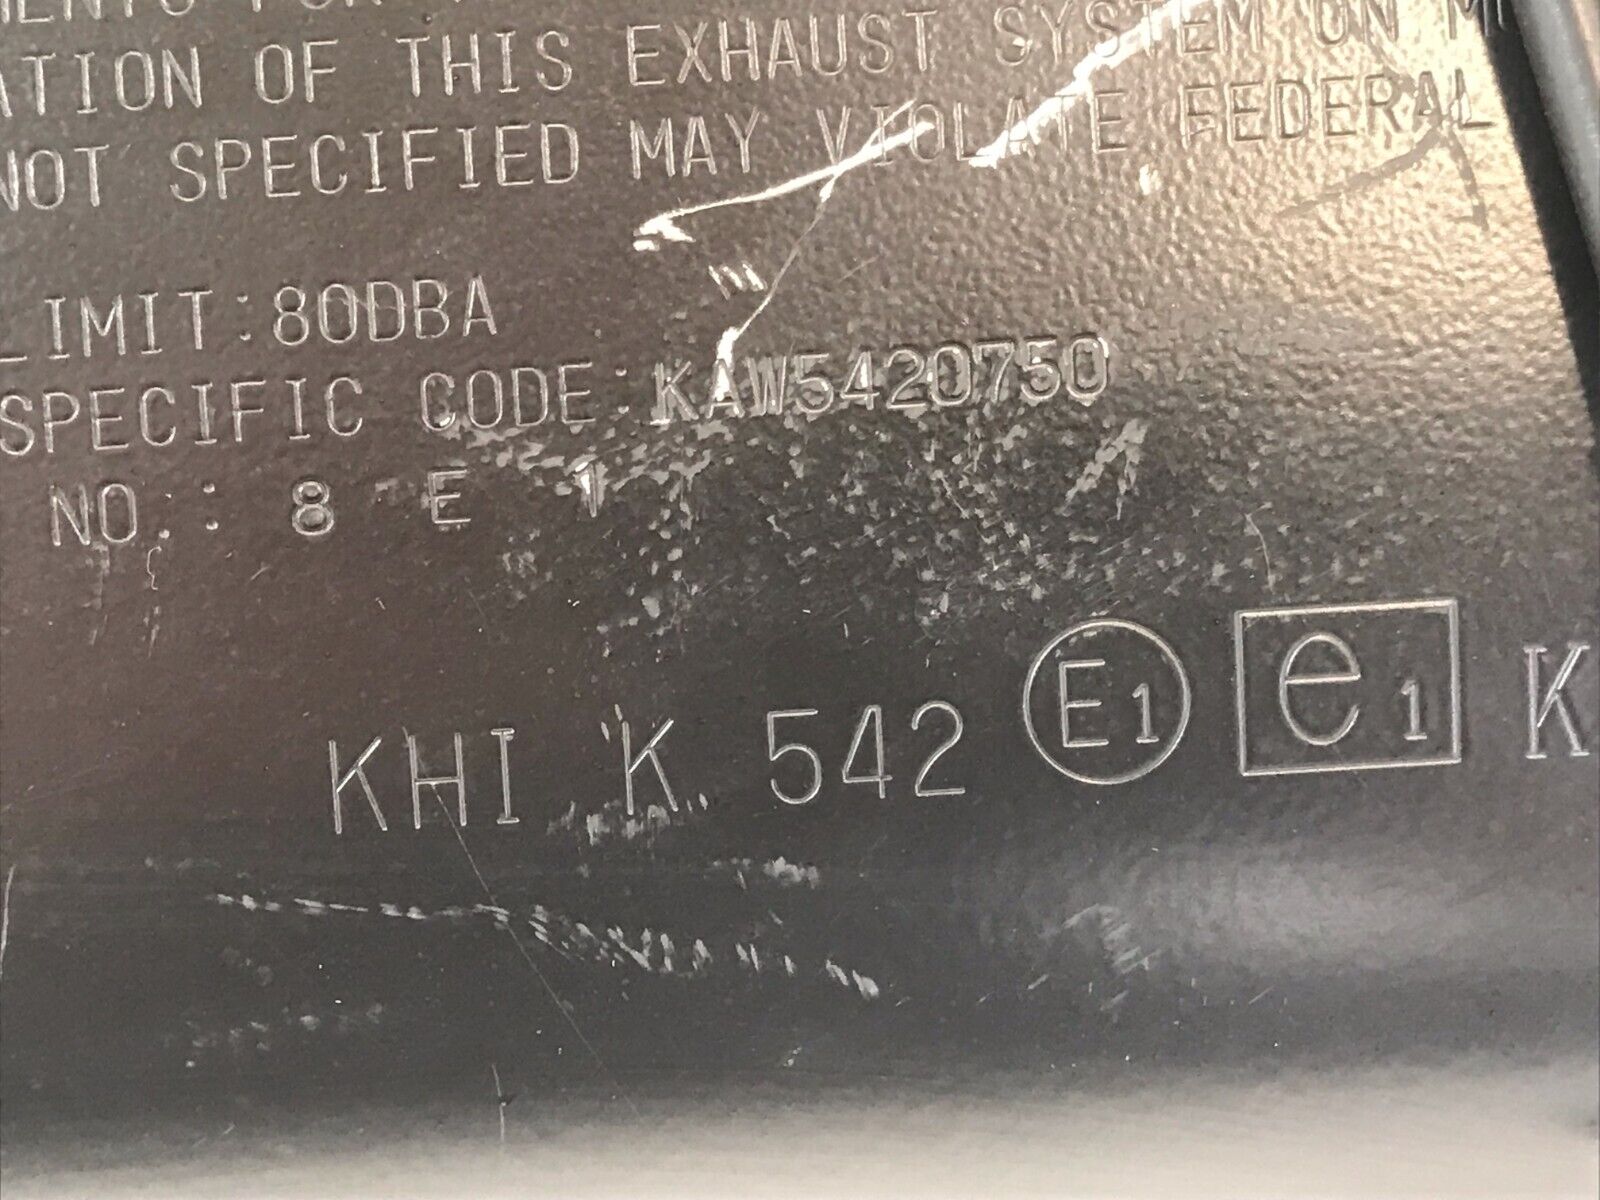 ATION OF THIS EXHAUST SYSTEM ON
NOT SPECIFIED MAY VIOLATE FEDERAL
LIMIT:80DBA
SPECIFIC CODE:KAW5420750
NO.: 8 E 1
KHI K 542 E1 e1 K